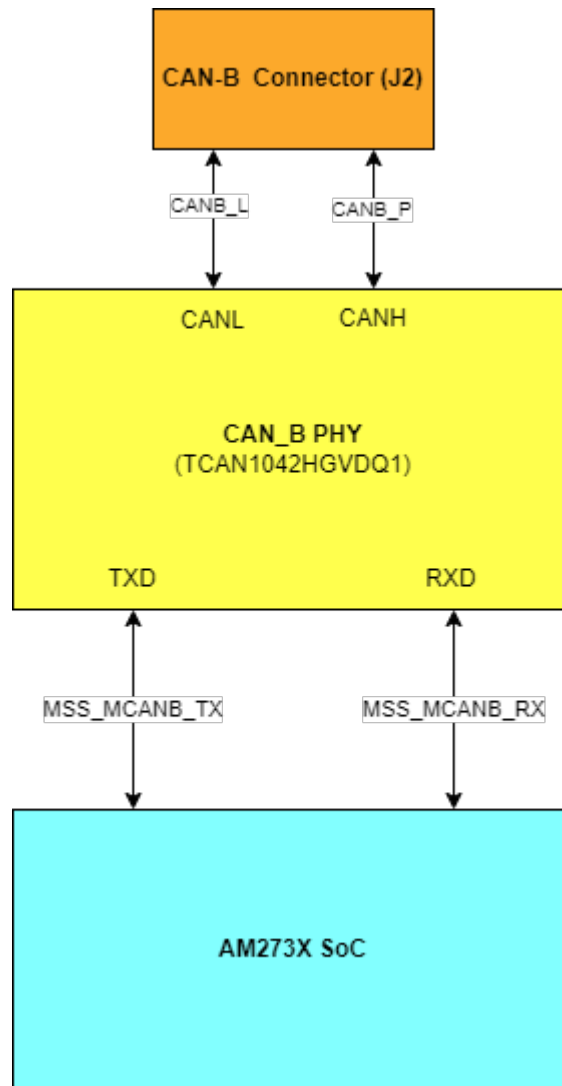 CAN-B Connector (J2)
CANB_L
CANB_P
CANL
CANH
CAN_B PHY
(TCAN1042HGVDQ1)
TXD
RXD
MSS_MCANB_TX
MSS_MCANB_RX
AM273X SoC